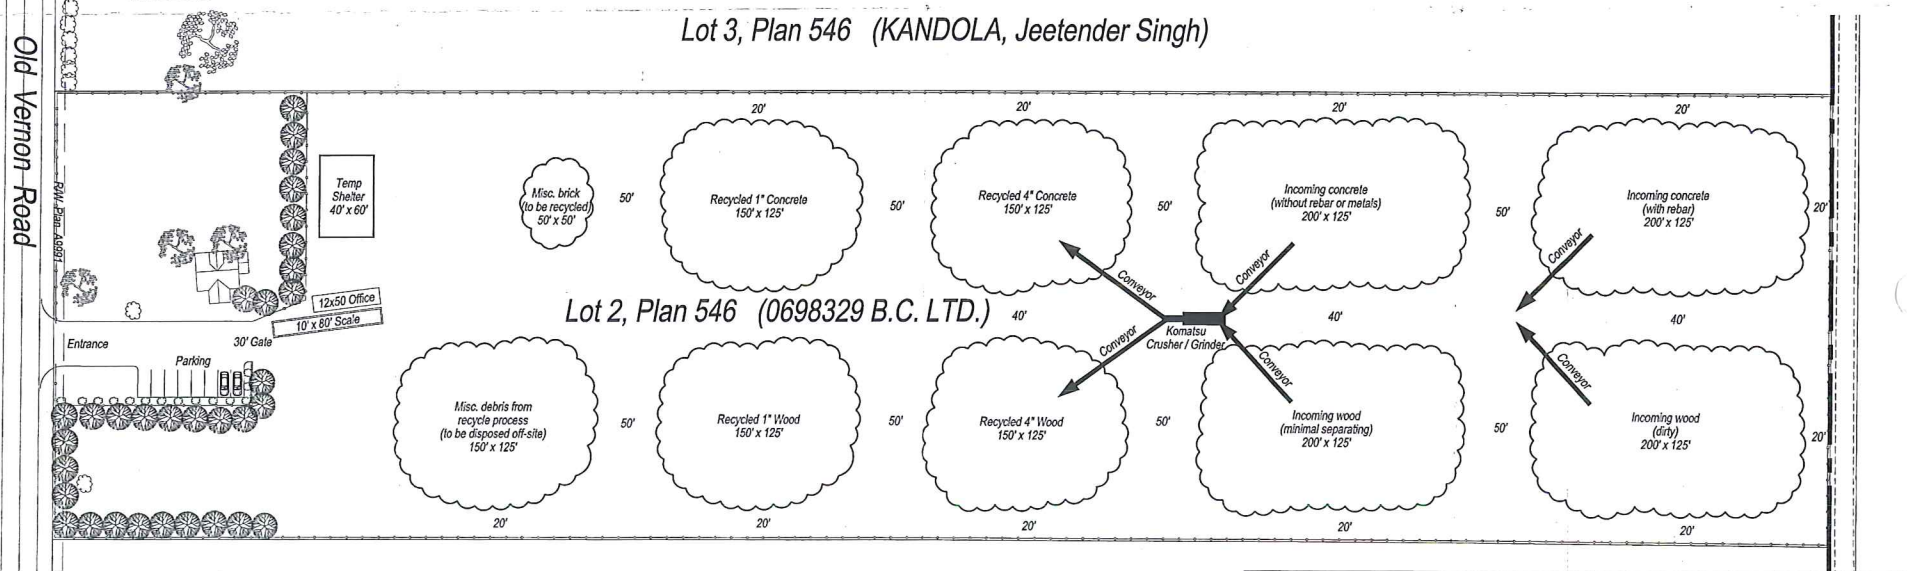 Lot 3, Plan 546 (KANDOLA, Jeetender Singh)
Old Vernon Road
R/W Plan A9991
20'
20'
20'
20'
Temp
Shelter
40' x 60'
Misc. brick
(to be recycled)
50' x 50'
50'
Recycled 1" Concrete
150' x 125'
50'
Recycled 4" Concrete
150' x 125'
50'
Incoming concrete
(without rebar or metals)
200' x 125'
50'
Incoming concrete
(with rebar)
200' x 125'
20'
Conveyor
Conveyor
Conveyor
12x50 Office
10' x 80' Scale
Lot 2, Plan 546 (0698329 B.C. LTD.)
40'
Komatsu
Crusher / Grinder
40'
40'
Entrance
30' Gate
Parking
Conveyor
Conveyor
Conveyor
Misc. debris from
recycle process
(to be disposed off-site)
150' x 125'
50'
Recycled 1" Wood
150' x 125'
50'
Recycled 4" Wood
150' x 125'
50'
Incoming wood
(minimal separating)
200' x 125'
50'
Incoming wood
(dirty)
200' x 125'
20'
20'
20'
20'
20'
20'